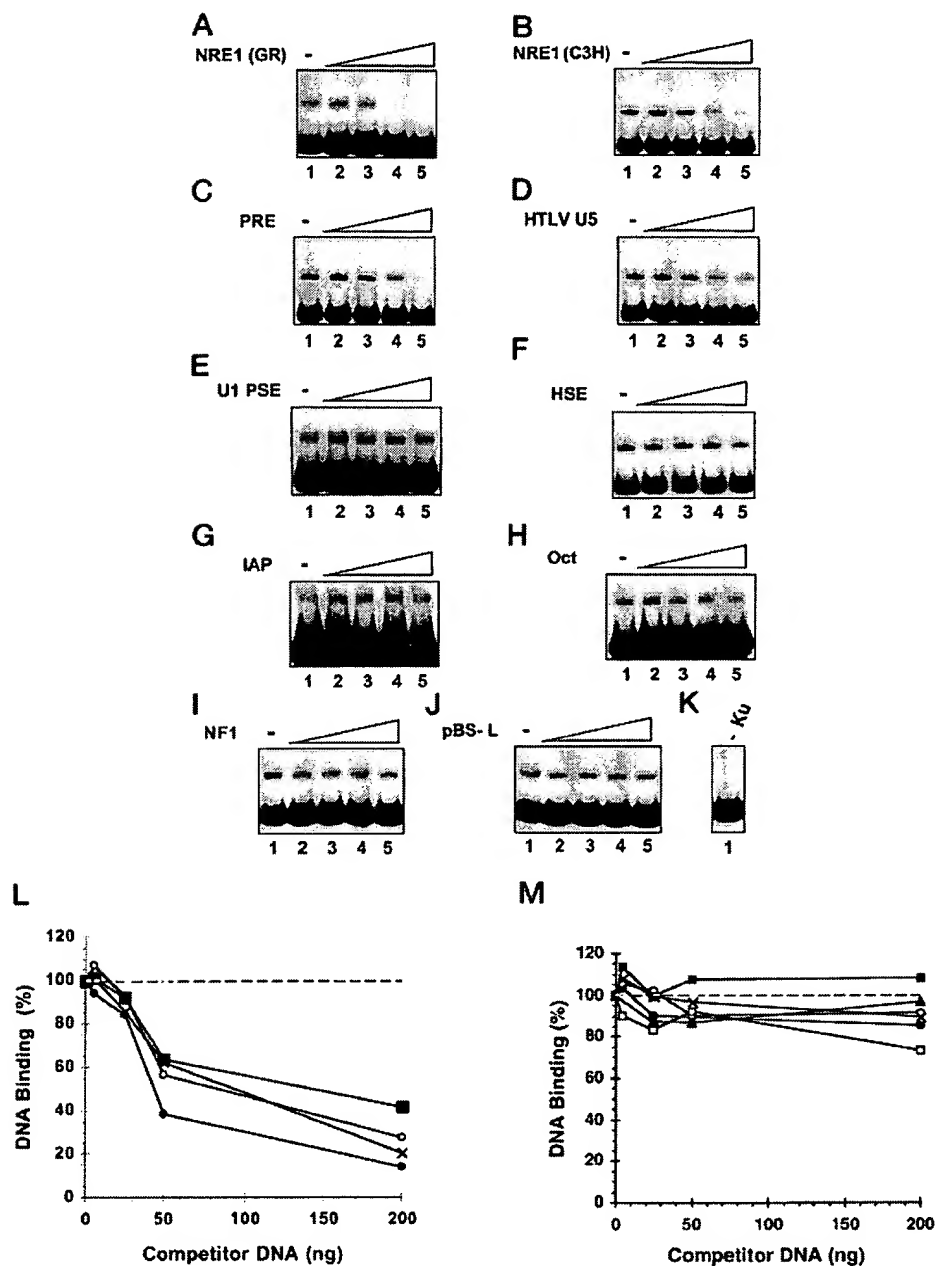 A
NRE1 (GR) -
1 2 3 4 5
B
NRE1 (C3H) -
1 2 3 4 5
C
PRE -
1 2 3 4 5
D
HTLV U5 -
1 2 3 4 5
E
U1 PSE -
1 2 3 4 5
F
HSE -
1 2 3 4 5
G
IAP -
1 2 3 4 5
H
Oct -
1 2 3 4 5
I
NF1 -
1 2 3 4 5
J
pBS- L -
1 2 3 4 5
K
- Ku
1
L
DNA Binding (%)
120
100
80
60
40
20
0
0 50 100 150 200
Competitor DNA (ng)
M
DNA Binding (%)
120
100
80
60
40
20
0
0 50 100 150 200
Competitor DNA (ng)